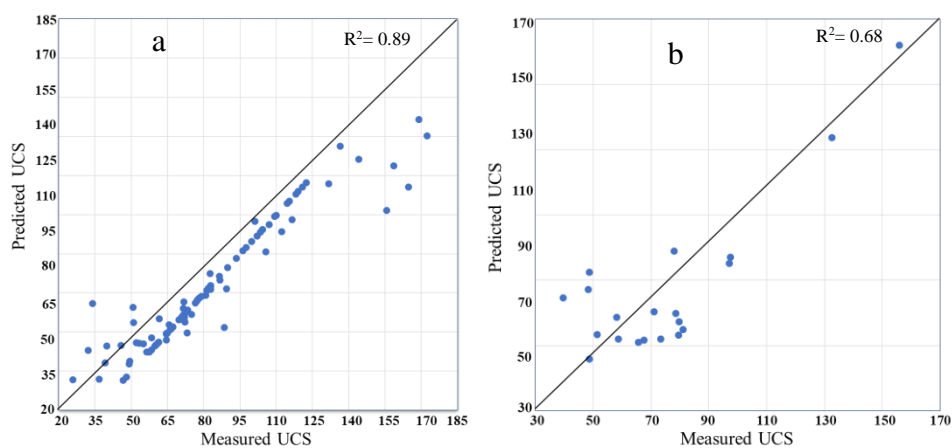 185
170
155
140
125
110
95
80
65
50
35
20
Predicted UCS
a
R²= 0.89
20 35 50 65 80 95 110 125 140 155 170 185
Measured UCS
170
150
130
110
90
70
50
30
Predicted UCS
b
R²= 0.68
30 50 70 90 110 130 150 170
Measured UCS